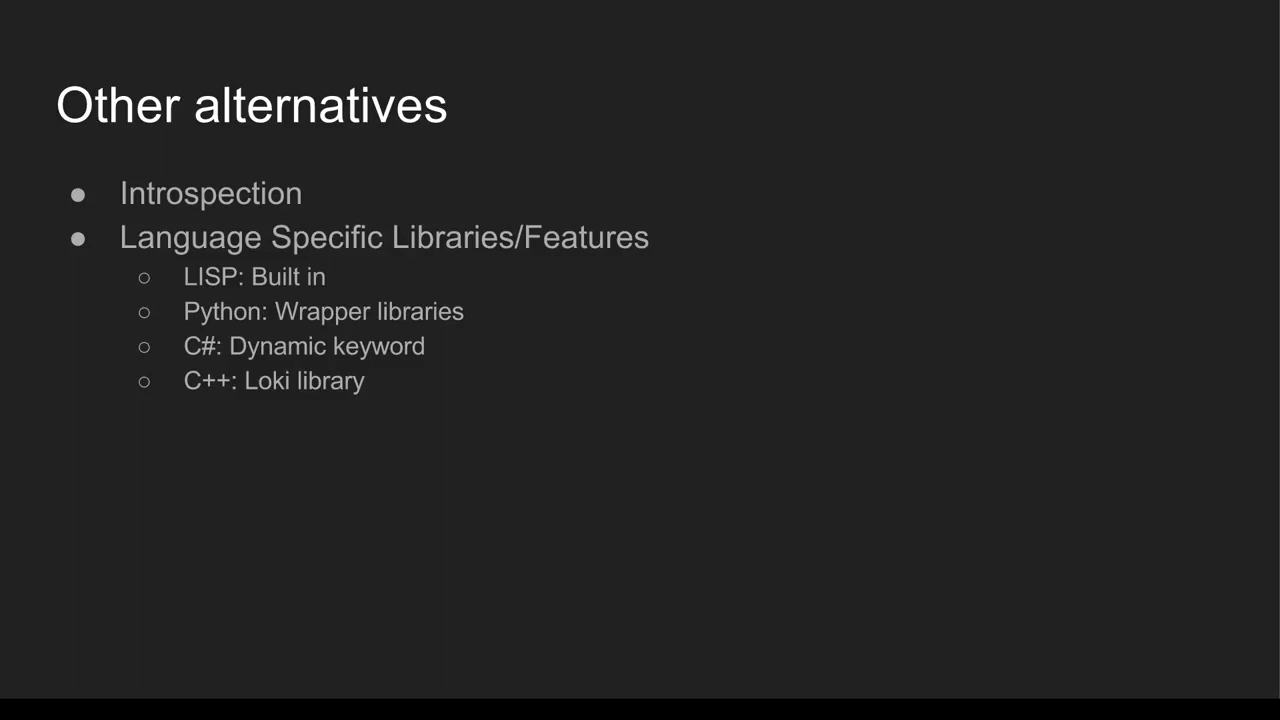 Other alternatives
● Introspection
● Language Specific Libraries/Features
○ LISP: Built in
○ Python: Wrapper libraries
○ C#: Dynamic keyword
○ C++: Loki library